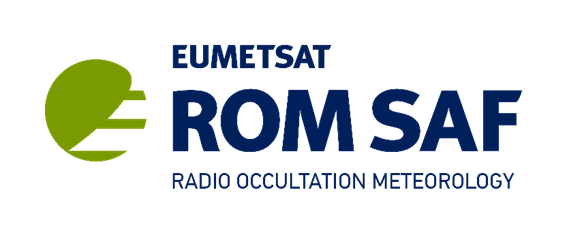 EUMETSAT
ROM SAF
RADIO OCCULTATION METEOROLOGY